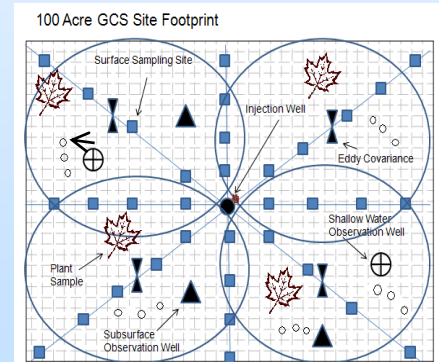 100 Acre GCS Site Footprint
Surface Sampling Site
Injection Well
Eddy Covariance
Shallow Water
Observation Well
Plant
Sample
Subsurface
Observation Well